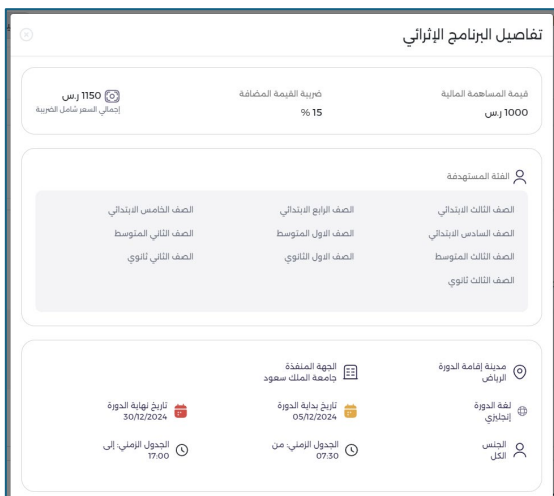 تفاصيل البرنامج الإثرائي
قيمة المساهمة المالية
1000 ر.س
ضريبة القيمة المضافة
15 %
1150 ر.س
إجمالي السعر شامل الضريبة
الفئة المستهدفة
الصف الثالث الابتدائي
الصف الرابع الابتدائي
الصف الخامس الابتدائي
الصف السادس الابتدائي
الصف الاول المتوسط
الصف الثاني المتوسط
الصف الثالث المتوسط
الصف الاول الثانوي
الصف الثاني ثانوي
الصف الثالث ثانوي
مدينة إقامة الدورة
الرياض
الجهة المنفذة
جامعة الملك سعود
لغة الدورة
إنجليزي
تاريخ بداية الدورة
05/12/2024
تاريخ نهاية الدورة
30/12/2024
الجنس
الكل
الجدول الزمني: من
07:30
الجدول الزمني: إلى
17:00